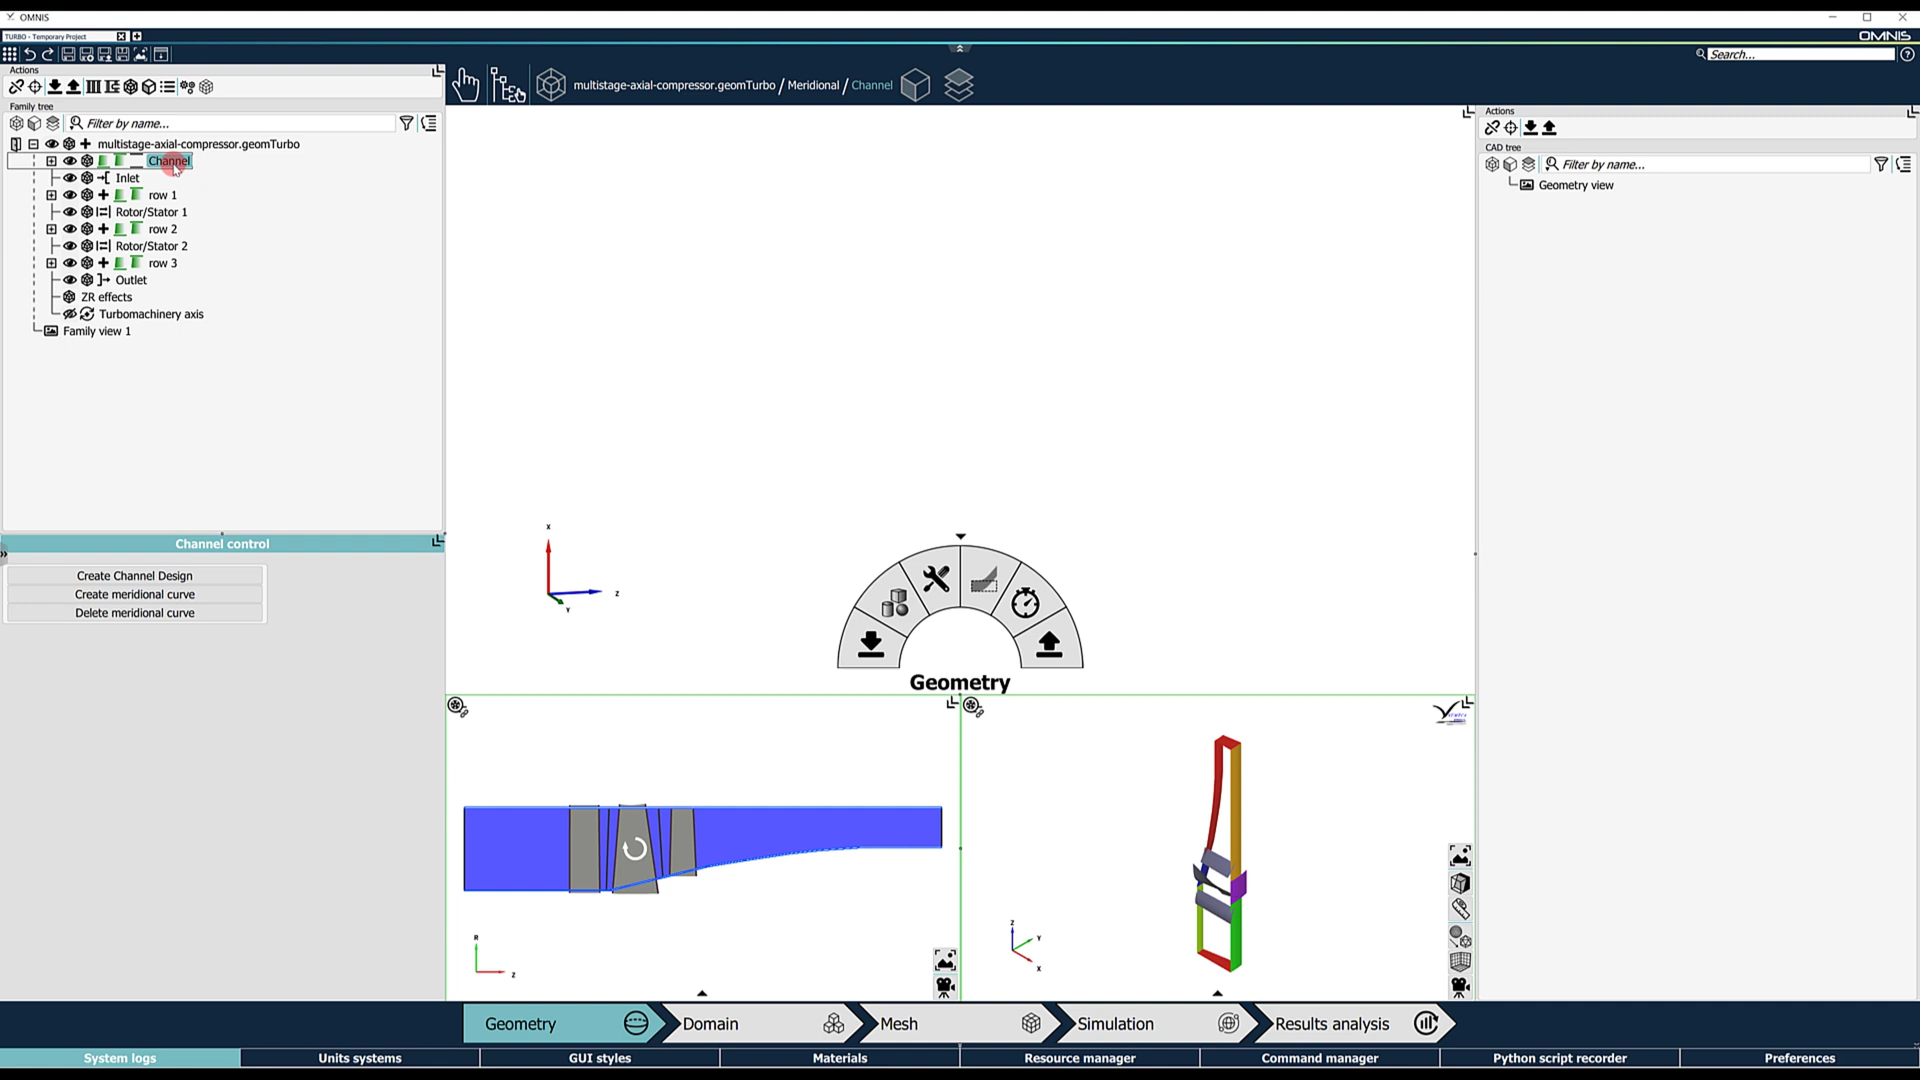 OMNIS
TURBO - Temporary Project
OMNIS
Search...
Actions
multistage-axial-compressor.geomTurbo / Meridional / Channel
Family tree
Filter by name...
multistage-axial-compressor.geomTurbo
Channel
Inlet
row 1
Rotor/Stator 1
row 2
Rotor/Stator 2
row 3
Outlet
ZR effects
Turbomachinery axis
Family view 1
Actions
CAD tree
Filter by name...
Geometry view
Channel control
Create Channel Design
Create meridional curve
Delete meridional curve
X
Z
Y
Geometry
R
Z
Z
Y
X
Geometry
Domain
Mesh
Simulation
Results analysis
System logs
Units systems
GUI styles
Materials
Resource manager
Command manager
Python script recorder
Preferences